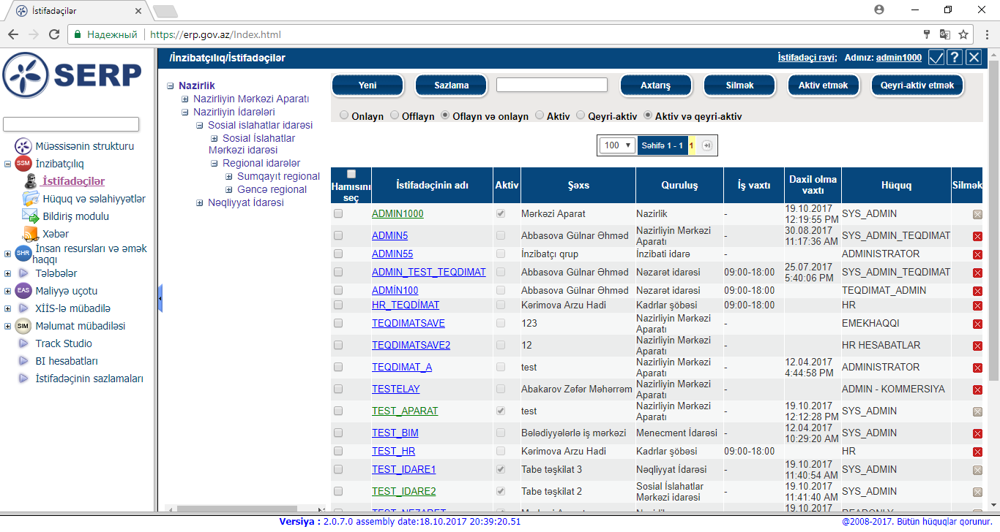 İstifadəçilər
Надежный
https://erp.gov.az/Index.html
SERP
Müəssisənin strukturu
SSM İnzibatçılıq
İstifadəçilər
Hüquq və səlahiyyətlər
Bildiriş modulu
Xəbər
SHR İnsan resursları və əmək
haqqı
Tələbələr
EAS Maliyyə uçotu
XİİS-lə mübadilə
SIM Məlumat mübadiləsi
Track Studio
BI hesabatları
İstifadəçinin sazlamaları
/İnzibatçılıq/İstifadəçilər
İstifadəçi rəyi; Adınız: admin1000
Nazirlik
Nazirliyin Mərkəzi Aparatı
Nazirliyin İdarələri
Sosial islahatlar idarəsi
Sosial İslahatlar
Mərkəzi idarəsi
Regional idarələr
Sumqayıt regional
Gəncə regional
Nəqliyyat İdarəsi
Yeni Sazlama Axtarış Silmək Aktiv etmək Qeyri-aktiv etmək
Onlayn Offlayn Oflayn və onlayn Aktiv Qeyri-aktiv Aktiv və qeyri-aktiv
100 Səhifə 1 - 1 1
Hamısını seç İstifadəçinin adı Aktiv Şəxs Quruluş İş vaxtı Daxil olma vaxtı Hüquq Silmək
ADMIN1000 Mərkəzi Aparat Nazirlik - 19.10.2017 12:19:55 PM SYS_ADMIN
ADMIN5 Abbasova Gülnar Əhməd Nazirliyin Mərkəzi Aparatı - 30.08.2017 11:17:36 AM SYS_ADMIN_TEQDIMAT
ADMIN55 İnzibatçı qrup İnzibati idarə - ADMINISTRATOR
ADMIN_TEST_TEQDIMAT Abbasova Gülnar Əhməd Nəzarət idarəsi 09:00-18:00 25.07.2017 5:40:06 PM SYS_ADMIN_TEQDIMAT
ADMİN100 Abbasova Gülnar Əhməd Nəzarət idarəsi 09:00-18:00 TEQDIMAT_ADMIN
HR_TEQDİMAT Kərimova Arzu Hadi Kadrlar şöbəsi 09:00-18:00 HR
TEQDIMATSAVE 123 Nazirliyin Mərkəzi Aparatı - EMEKHAQQI
TEQDIMATSAVE2 12 Nazirliyin Mərkəzi Aparatı - HR HESABATLAR
TEQDIMAT_A test Nazirliyin Mərkəzi Aparatı - 12.04.2017 4:44:58 PM ADMINISTRATOR
TESTELAY Abakarov Zəfər Məhərrəm Nazirliyin Mərkəzi Aparatı - ADMIN - KOMMERSIYA
TEST_APARAT test Nazirliyin Mərkəzi Aparatı - 19.10.2017 12:12:28 PM SYS_ADMIN
TEST_BIM Bələdiyyələrlə iş mərkəzi Menecment İdarəsi - 12.04.2017 10:29:20 AM SYS_ADMIN
TEST_HR Kərimova Arzu Hadi Kadrlar şöbəsi 09:00-18:00 HR
TEST_IDARE1 Tabe təşkilat 3 Nəqliyyat İdarəsi - 19.10.2017 11:40:54 AM SYS_ADMIN
TEST_IDARE2 Tabe təşkilat 2 Sosial İslahatlar Mərkəzi idarəsi - 19.10.2017 11:41:40 AM SYS_ADMIN
19.10.2017
Versiya : 2.0.7.0 assembly date:18.10.2017 20:39:20.51
@2008-2017. Bütün hüquqlar qorunur.